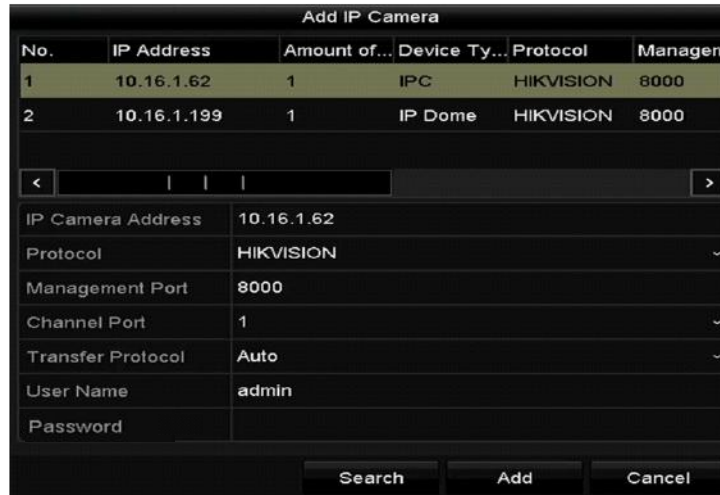 Add IP Camera
No. IP Address Amount of... Device Ty... Protocol Managem
1 10.16.1.62 1 IPC HIKVISION 8000
2 10.16.1.199 1 IP Dome HIKVISION 8000
IP Camera Address 10.16.1.62
Protocol HIKVISION
Management Port 8000
Channel Port 1
Transfer Protocol Auto
User Name admin
Password
Search Add Cancel